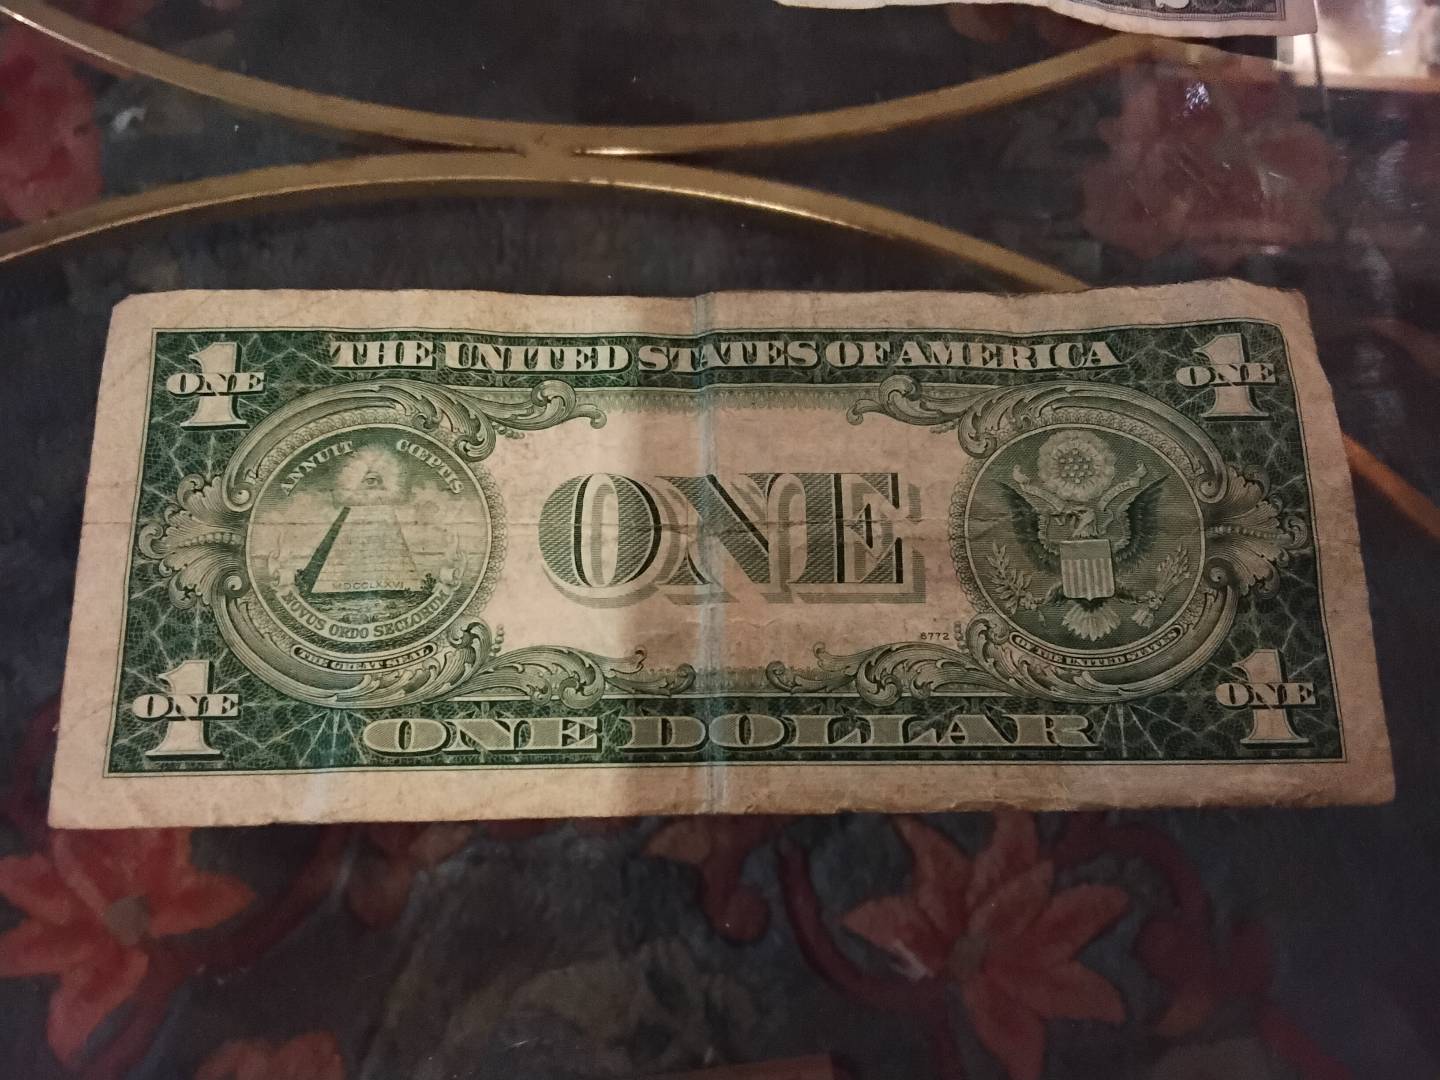 THE UNITED STATES OF AMERICA
1
ONE
1
ONE
ANNUIT CŒPTIS
MDCCLXXVI
NOVUS ORDO SECLORUM
THE GREAT SEAL
ONE
OF THE UNITED STATES
6772
1
ONE
1
ONE
ONE DOLLAR